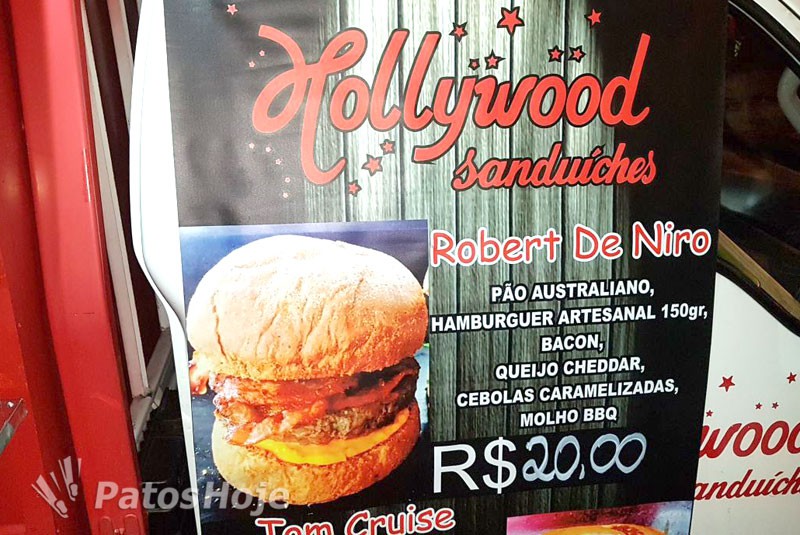 Hollywood
sanduíches
Robert De Niro
PÃO AUSTRALIANO,
HAMBURGUER ARTESANAL 150gr,
BACON,
QUEIJO CHEDDAR,
CEBOLAS CARAMELIZADAS,
MOLHO BBQ
R$20,00
Tom Cruise
wood
anduích
PatosHoje